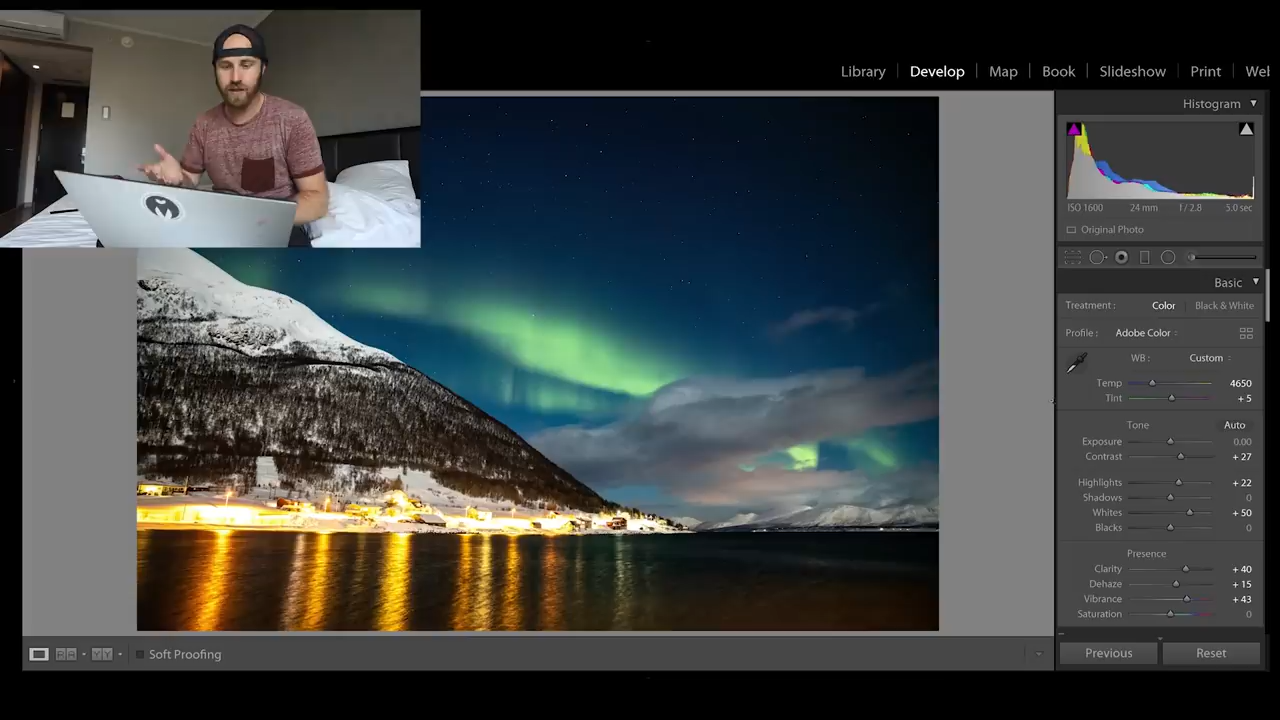 Library | Develop | Map | Book | Slideshow | Print | Web
Histogram
ISO 1600 24 mm f / 2.8 5.0 sec
Original Photo
Basic
Treatment : Color Black & White
Profile : Adobe Color
WB : Custom
Temp 4650
Tint + 5
Tone Auto
Exposure 0.00
Contrast + 27
Highlights + 22
Shadows 0
Whites + 50
Blacks 0
Presence
Clarity + 40
Dehaze + 15
Vibrance + 43
Saturation 0
Soft Proofing
Previous Reset